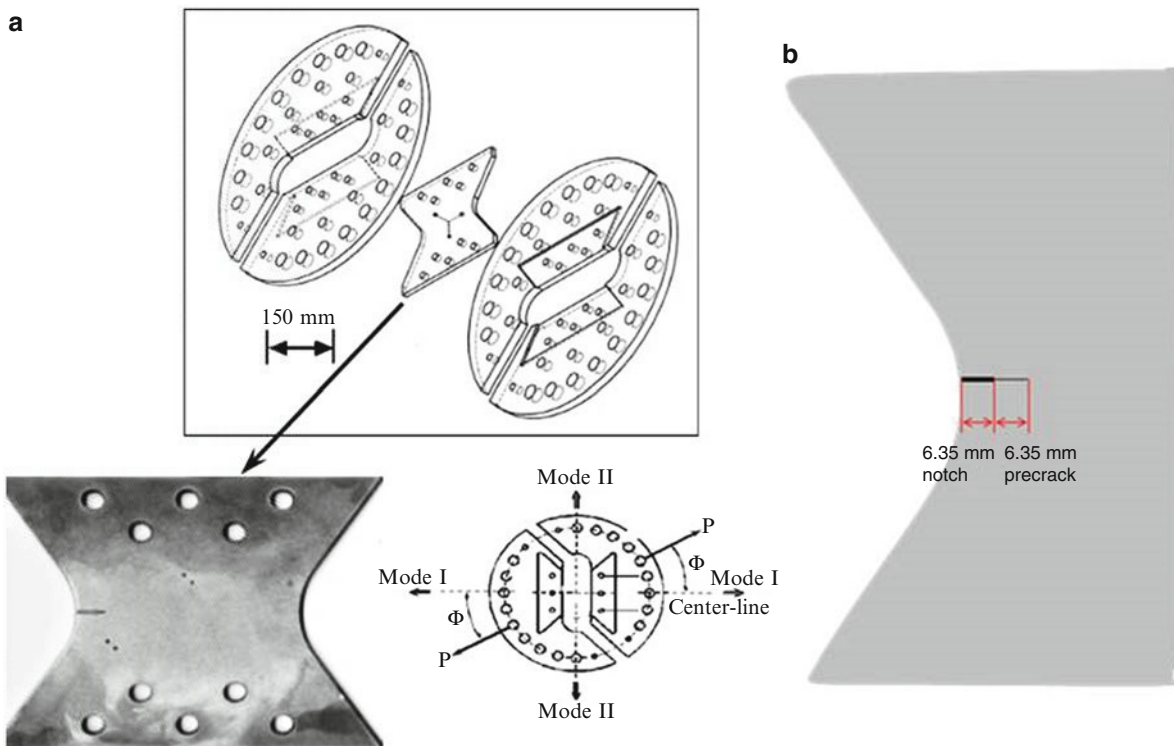 a
150 mm
Mode II
P
Φ
Mode I
Mode I
Center-line
Φ
P
Mode II
b
6.35 mm
notch
6.35 mm
precrack